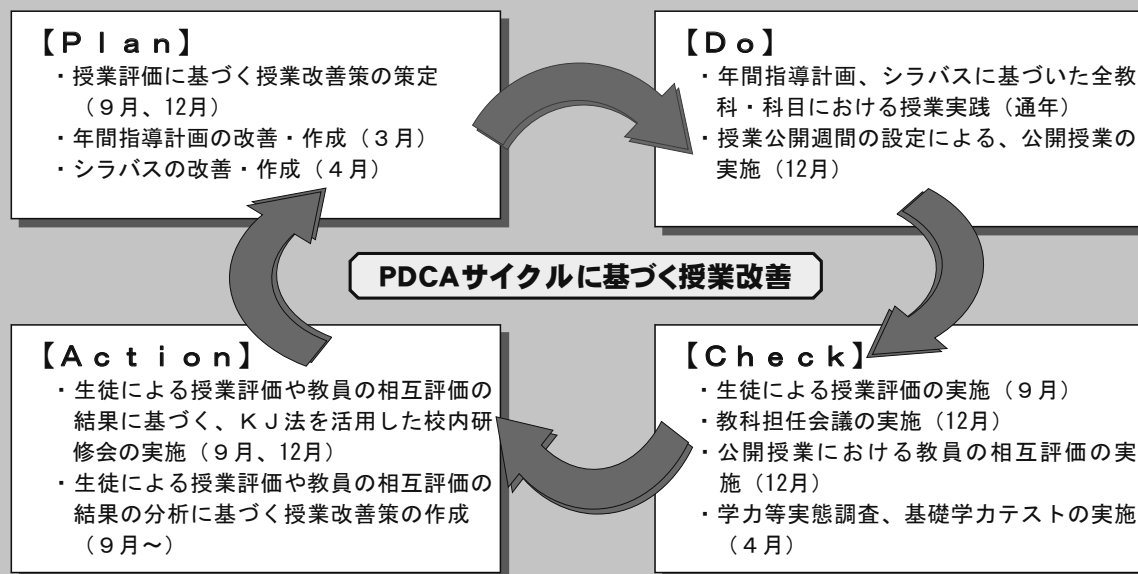 【Ｐｌａｎ】
・授業評価に基づく授業改善策の策定
（９月、12月）
・年間指導計画の改善・作成（３月）
・シラバスの改善・作成（４月）
【Ｄｏ】
・年間指導計画、シラバスに基づいた全教
科・科目における授業実践（通年）
・授業公開週間の設定による、公開授業の
実施（12月）
PDCAサイクルに基づく授業改善
【Ａｃｔｉｏｎ】
・生徒による授業評価や教員の相互評価の
結果に基づく、ＫＪ法を活用した校内研
修会の実施（９月、12月）
・生徒による授業評価や教員の相互評価の
結果の分析に基づく授業改善策の作成
（９月～）
【Ｃｈｅｃｋ】
・生徒による授業評価の実施（９月）
・教科担任会議の実施（12月）
・公開授業における教員の相互評価の実
施（12月）
・学力等実態調査、基礎学力テストの実施
（４月）